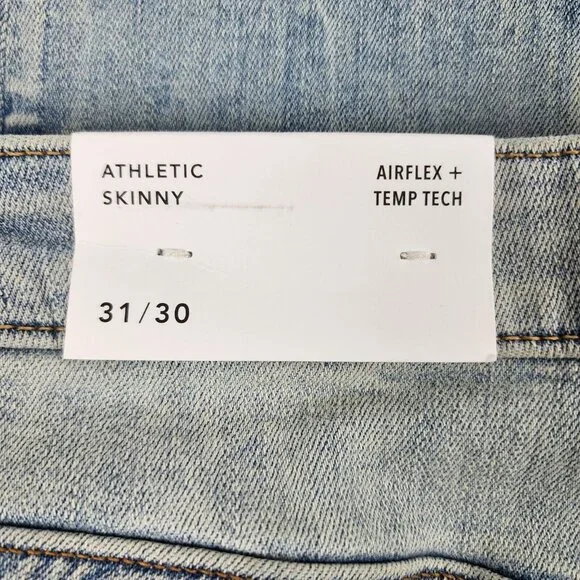 ATHLETIC
SKINNY
AIRFLEX +
TEMP TECH
31/30